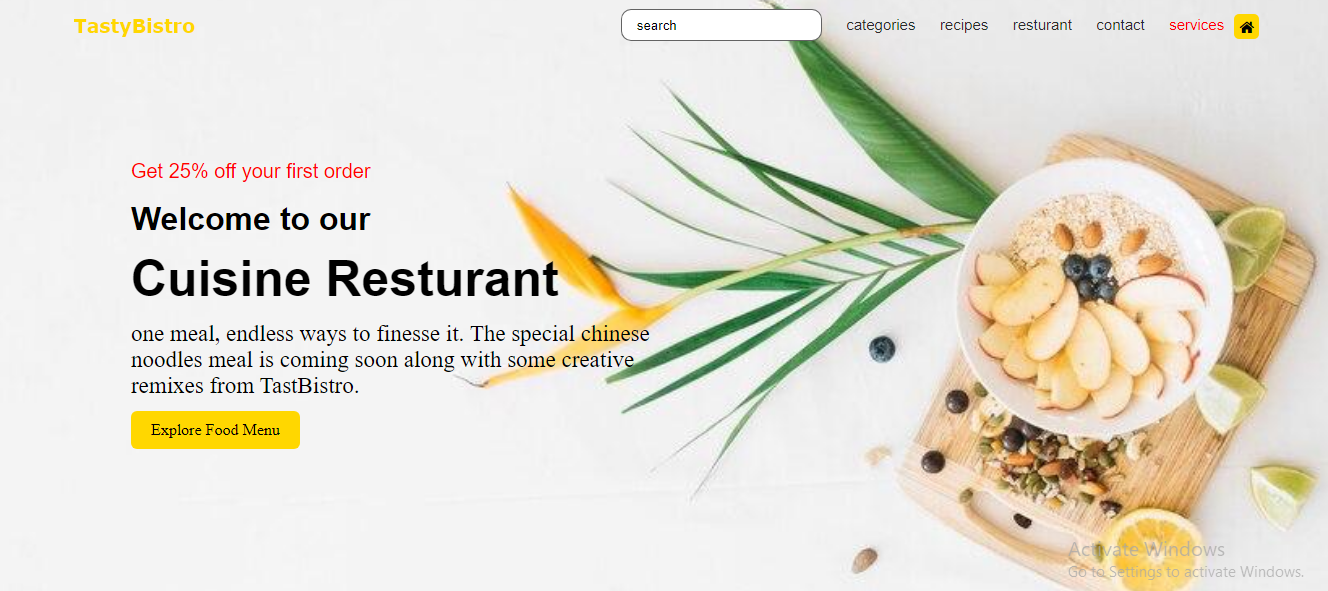 TastyBistro
search
categories
recipes
resturant
contact
services
Get 25% off your first order
Welcome to our
Cuisine Resturant
one meal, endless ways to finesse it. The special chinese
noodles meal is coming soon along with some creative
remixes from TastBistro.
Explore Food Menu
Activate Windows
Go to Settings to activate Windows.